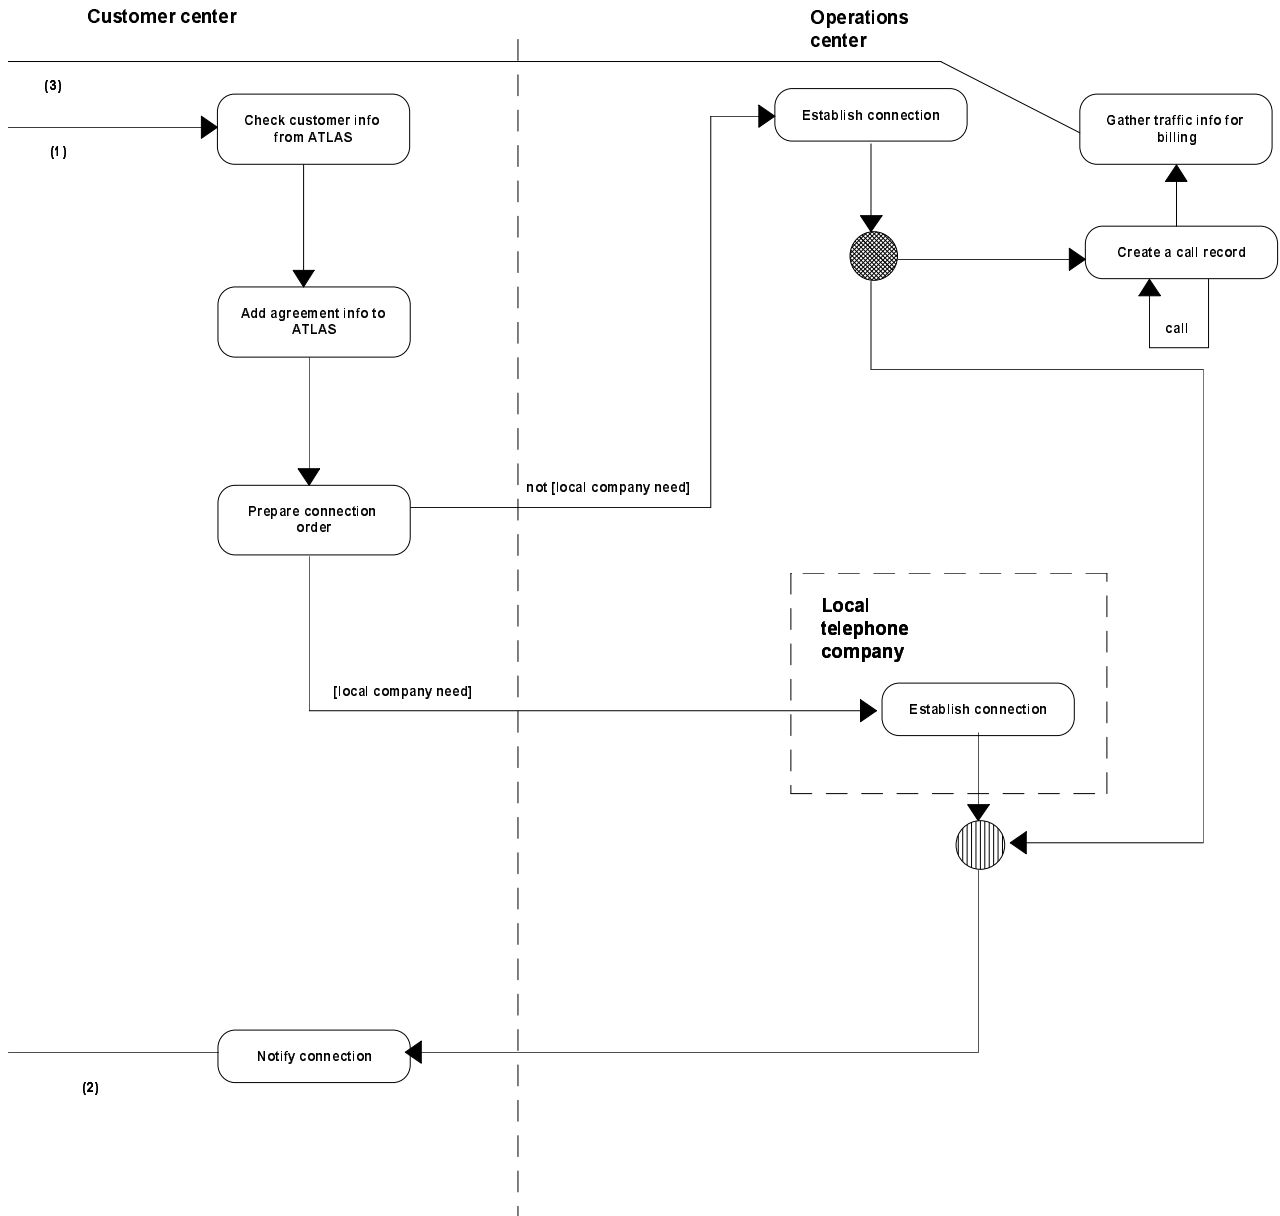 Customer center
Operations
center
(3)
Check customer info
from ATLAS
Establish connection
Gather traffic info for
billing
(1)
Create a call record
Add agreement info to
ATLAS
call
not [local company need]
Prepare connection
order
Local
telephone
company
[local company need]
Establish connection
Notify connection
(2)